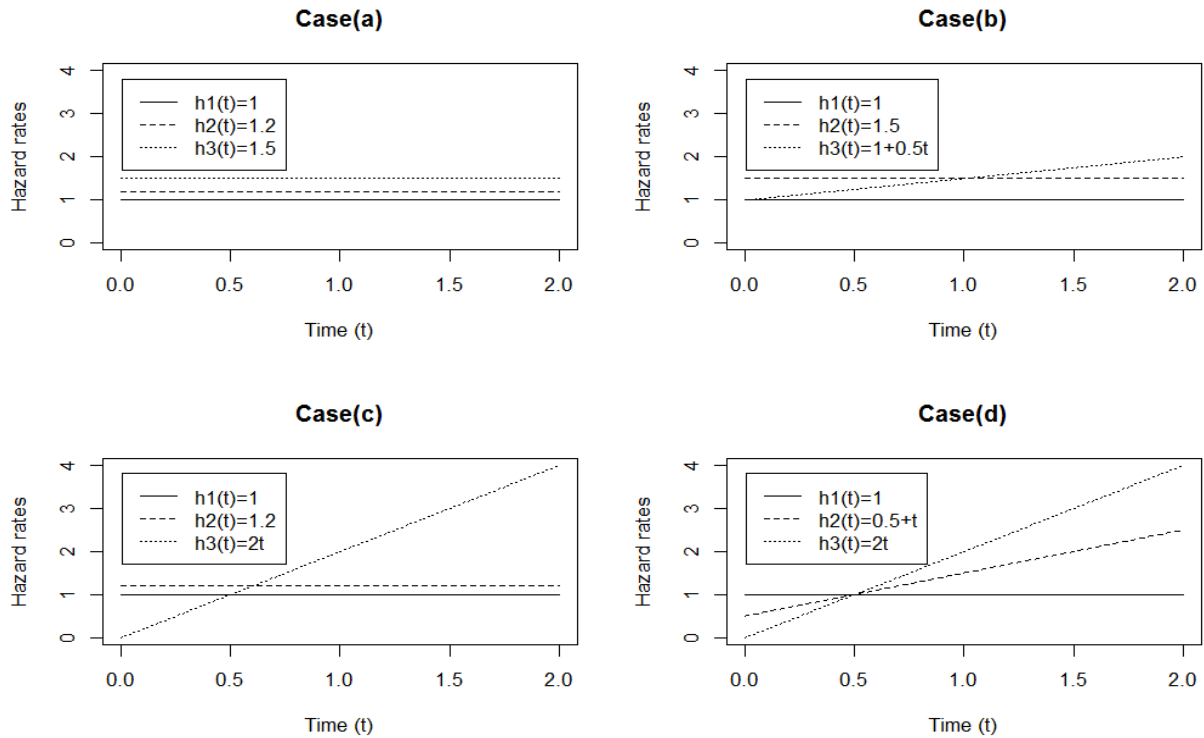 Case(a)
Hazard rates
4
3
2
1
0
h1(t)=1
h2(t)=1.2
h3(t)=1.5
0.0 0.5 1.0 1.5 2.0
Time (t)
Case(b)
Hazard rates
4
3
2
1
0
h1(t)=1
h2(t)=1.5
h3(t)=1+0.5t
0.0 0.5 1.0 1.5 2.0
Time (t)
Case(c)
Hazard rates
4
3
2
1
0
h1(t)=1
h2(t)=1.2
h3(t)=2t
0.0 0.5 1.0 1.5 2.0
Time (t)
Case(d)
Hazard rates
4
3
2
1
0
h1(t)=1
h2(t)=0.5+t
h3(t)=2t
0.0 0.5 1.0 1.5 2.0
Time (t)